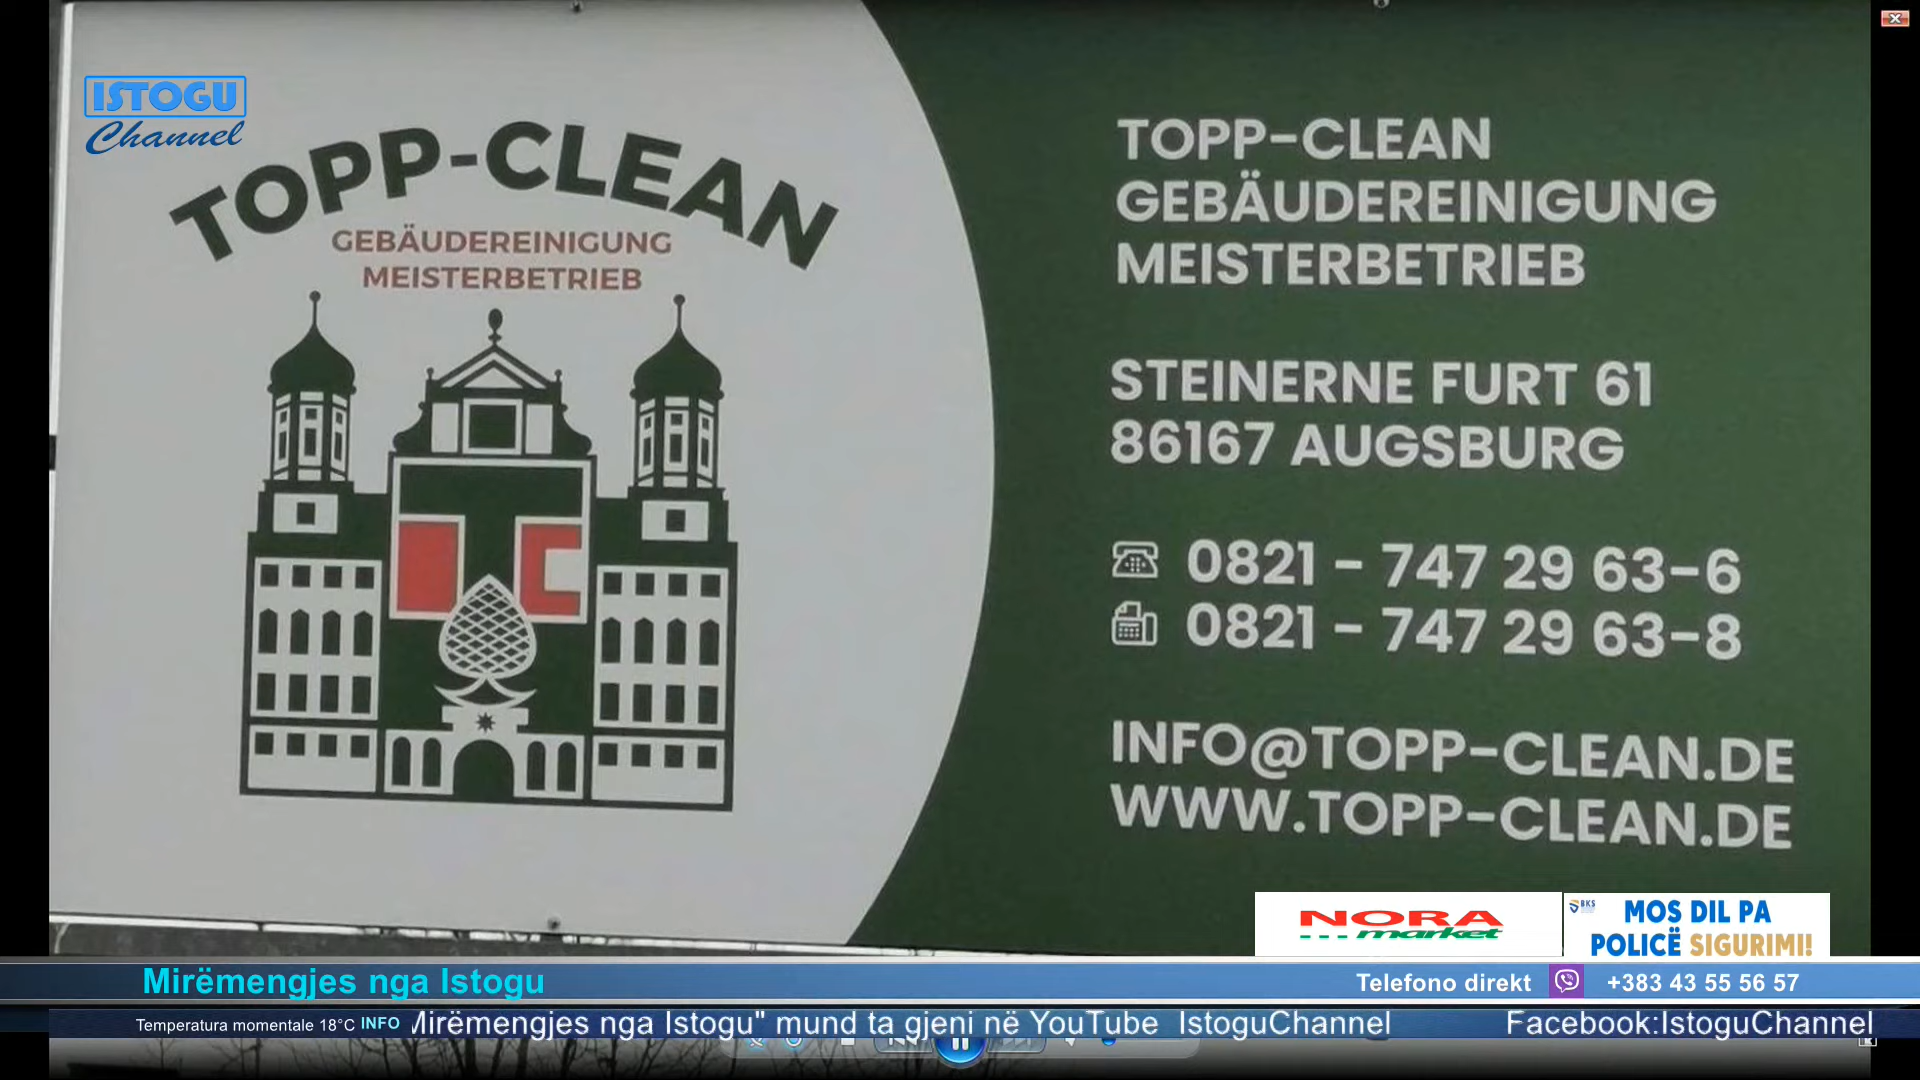 ISTOGU
Channel
TOPP-CLEAN
GEBÄUDEREINIGUNG
MEISTERBETRIEB
TC
TOPP-CLEAN
GEBÄUDEREINIGUNG
MEISTERBETRIEB
STEINERNE FURT 61
86167 AUGSBURG
0821 - 747 29 63-6
0821 - 747 29 63-8
INFO@TOPP-CLEAN.DE
WWW.TOPP-CLEAN.DE
NORA
market
BKS
MOS DIL PA
POLICË SIGURIMI!
Mirëmengjes nga Istogu
Telefono direkt +383 43 55 56 57
Temperatura momentale 18°C INFO Mirëmengjes nga Istogu" mund ta gjeni në YouTube IstoguChannel Facebook:IstoguChannel